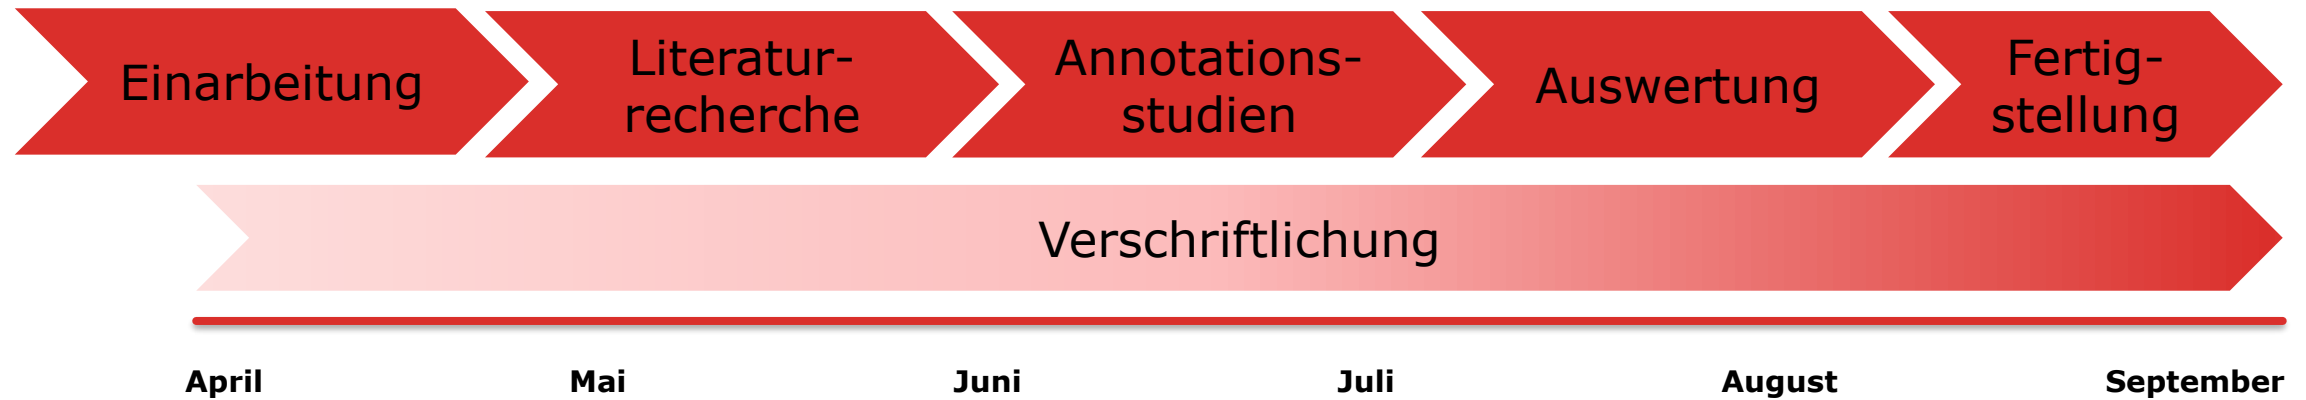 Einarbeitung
Literatur-
recherche
Annotations-
studien
Auswertung
Fertig-
stellung
Verschriftlichung
April Mai Juni Juli August September